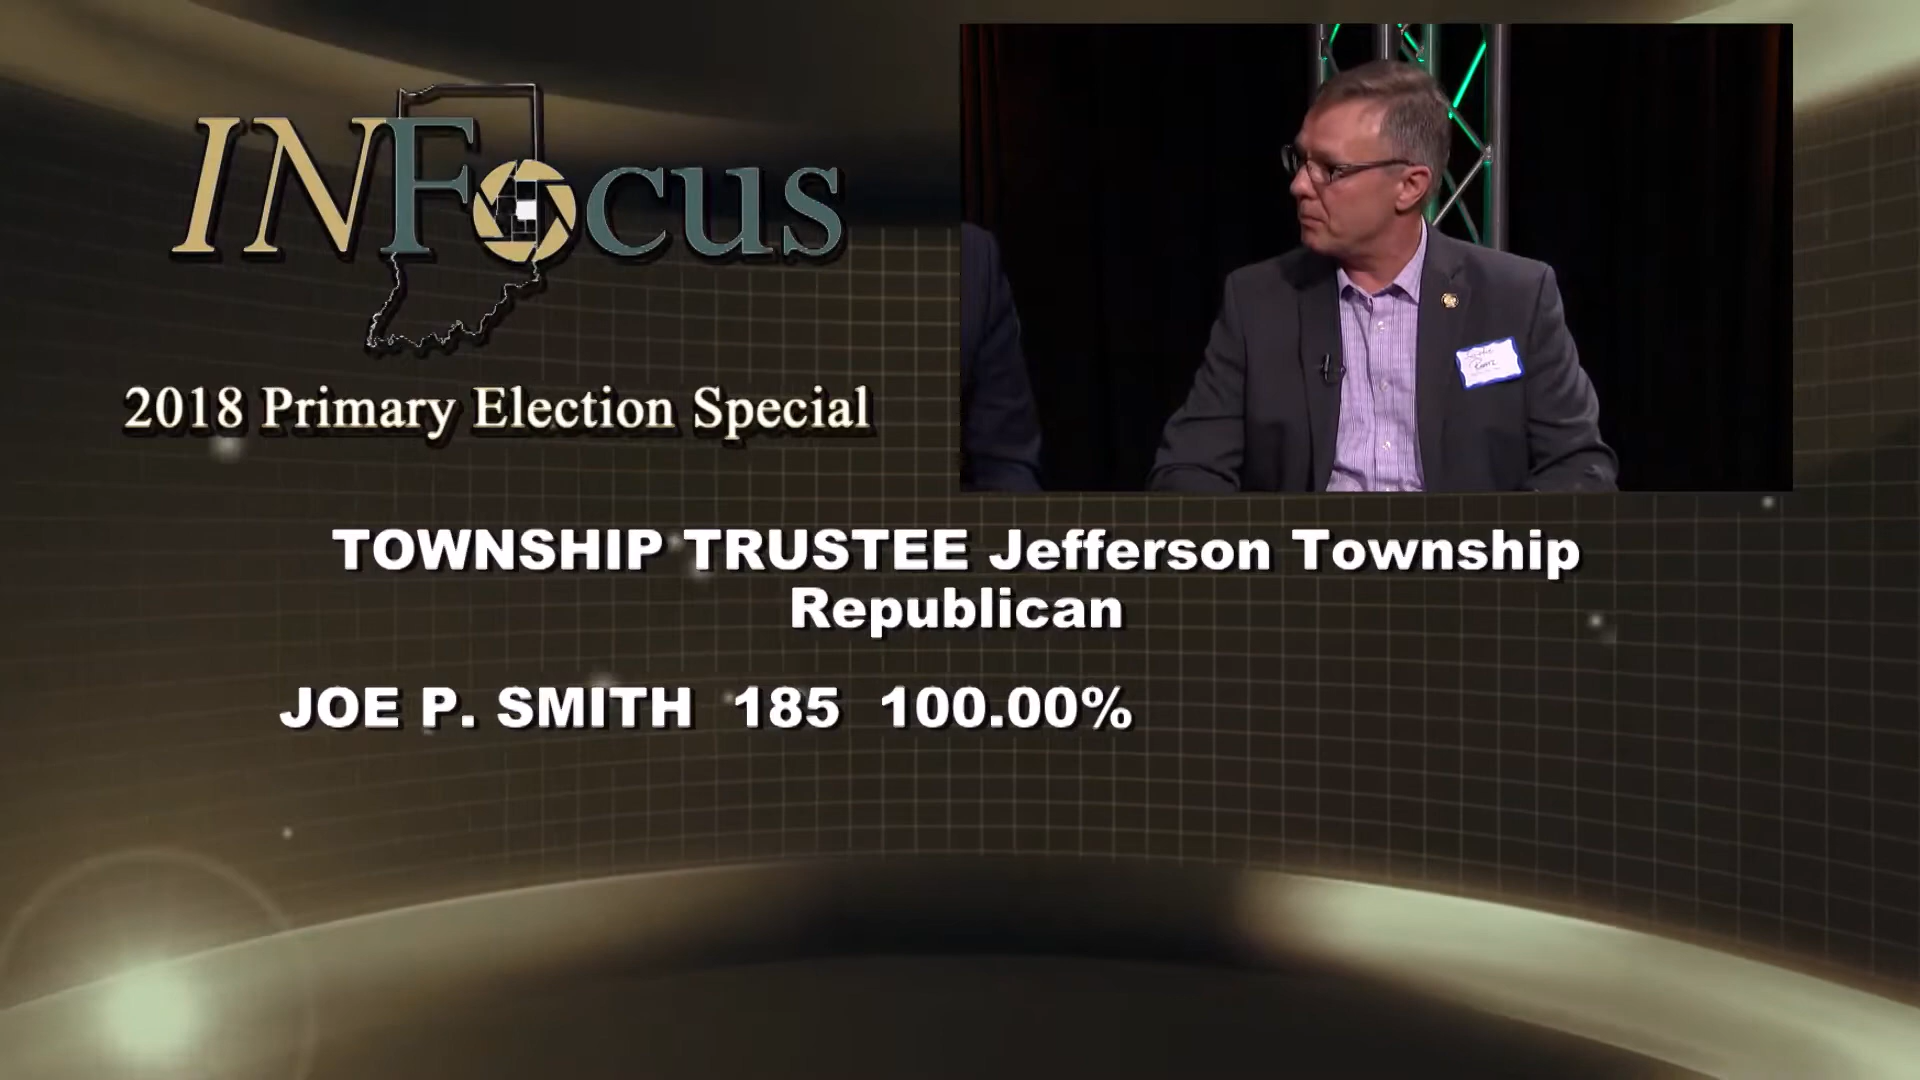 INFocus
2018 Primary Election Special
TOWNSHIP TRUSTEE Jefferson Township
Republican
JOE P. SMITH 185 100.00%